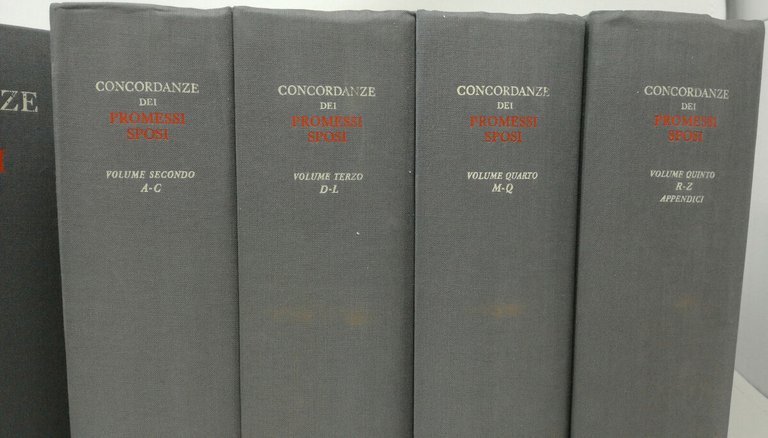 ZE
I
CONCORDANZE
DEI
PROMESSI
SPOSI
VOLUME SECONDO
A-C
CONCORDANZE
DEI
PROMESSI
SPOSI
VOLUME TERZO
D-L
CONCORDANZE
DEI
PROMESSI
SPOSI
VOLUME QUARTO
M-Q
CONCORDANZE
DEI
PROMESSI
SPOSI
VOLUME QUINTO
R-Z
APPENDICI